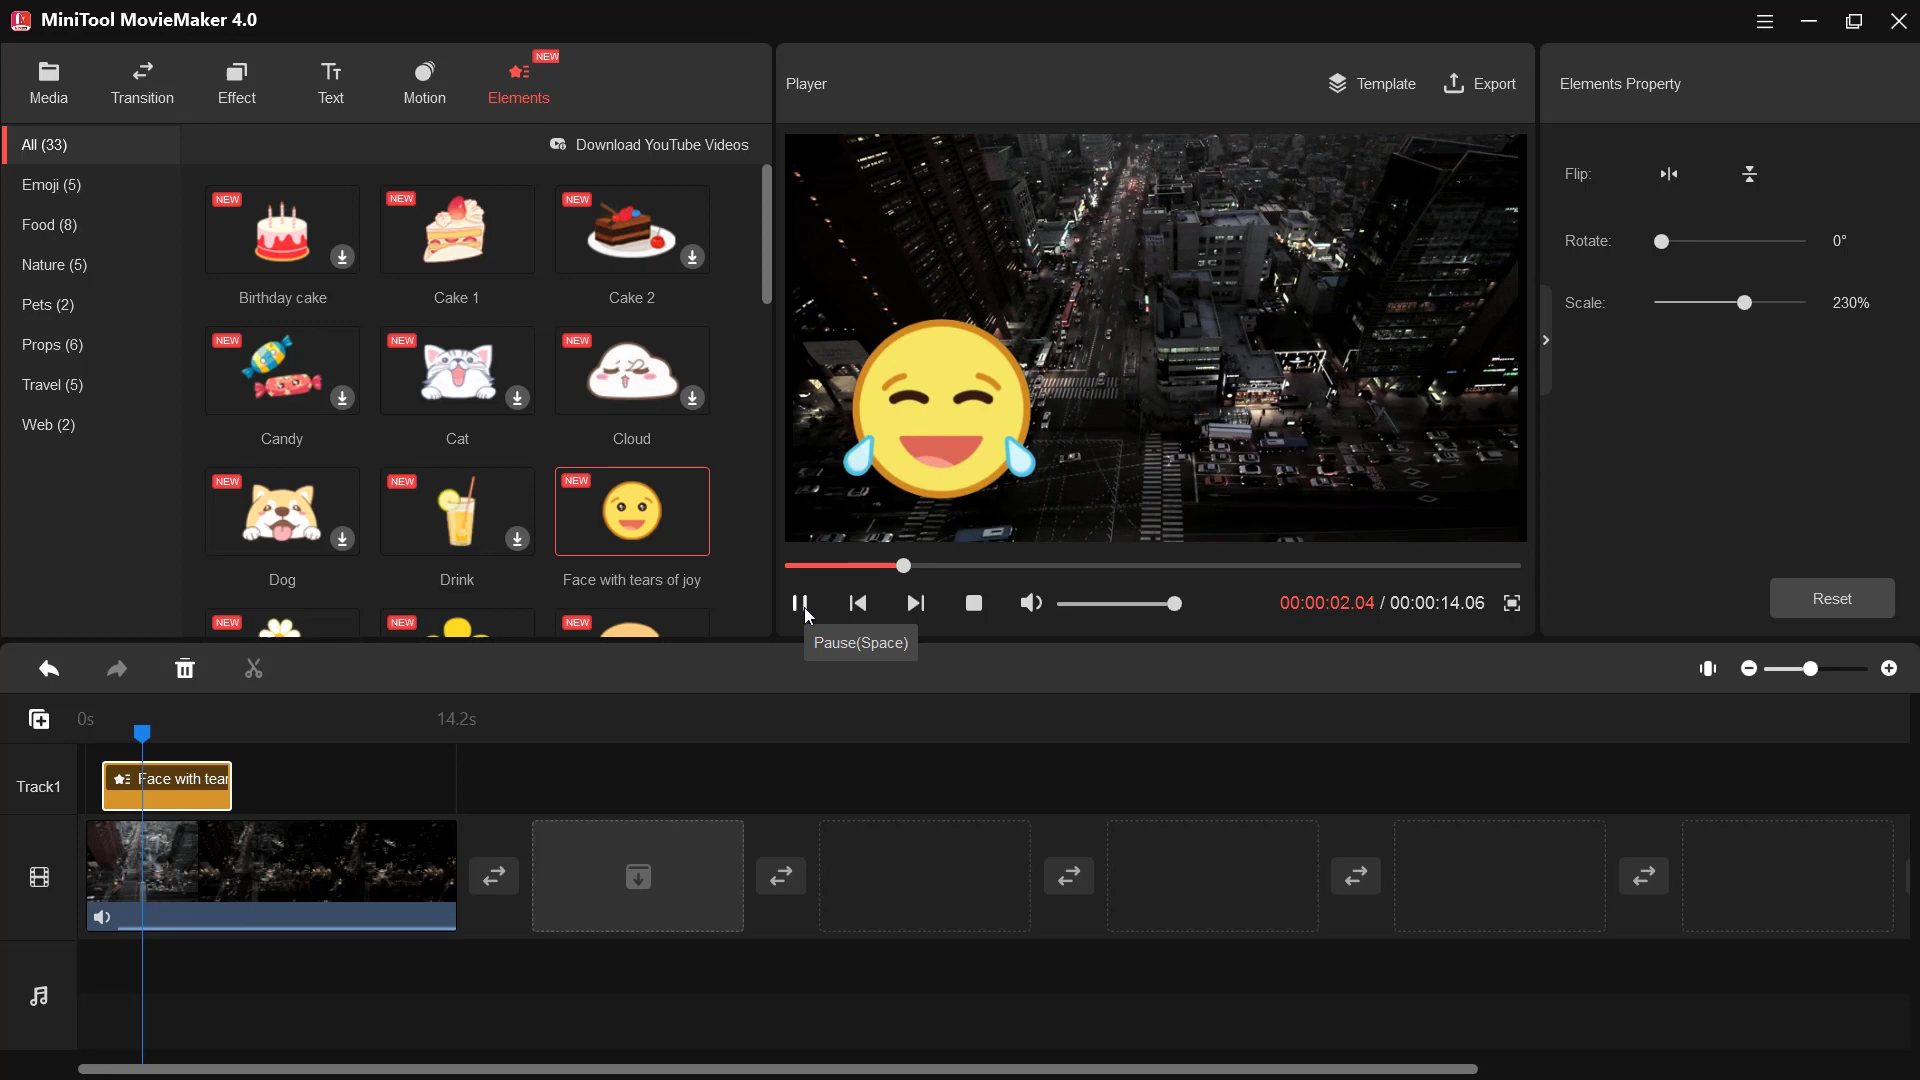 MiniTool MovieMaker 4.0
Media
Transition
Effect
Text
Motion
NEW
Elements
Player
Template
Export
Elements Property
All (33)
Emoji (5)
Food (8)
Nature (5)
Pets (2)
Props (6)
Travel (5)
Web (2)
Download YouTube Videos
NEW
NEW
NEW
Birthday cake
Cake 1
Cake 2
NEW
NEW
NEW
Candy
Cat
Cloud
NEW
NEW
NEW
Dog
Drink
Face with tears of joy
NEW
NEW
NEW
Flip:
Rotate:
0°
Scale:
230%
Reset
00:00:02.04 / 00:00:14.06
Pause(Space)
0s
14.2s
Track1
Face with tear